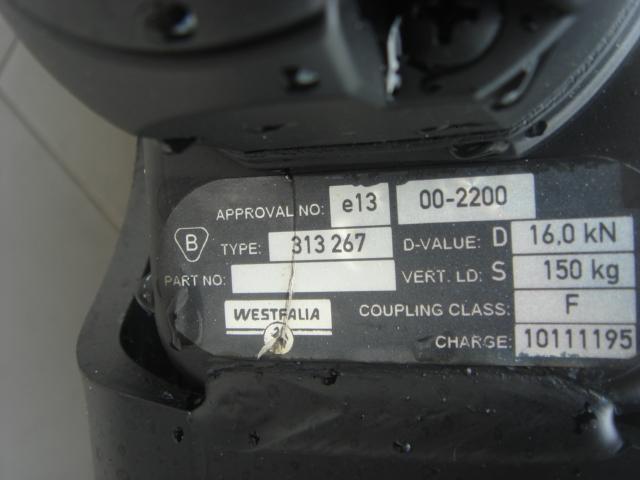 APPROVAL NO: e13 00-2200
B TYPE: 313 267 D-VALUE: D 16,0 kN
PART NO: VERT. LD: S 150 kg
WESTFALIA COUPLING CLASS: F
CHARGE: 10111195